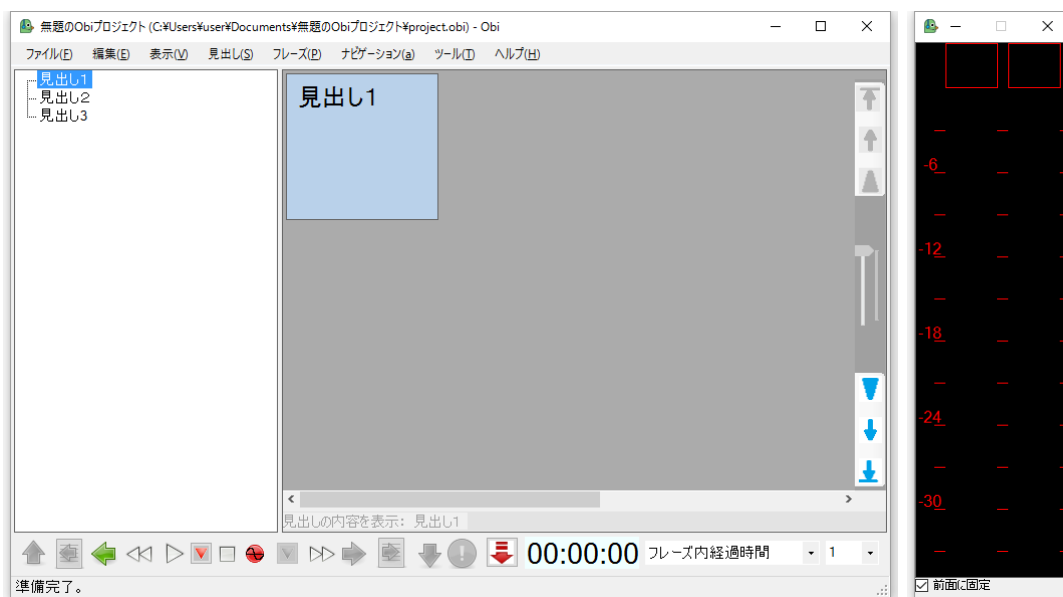 無題のObiプロジェクト (C:¥Users¥user¥Documents¥無題のObiプロジェクト¥project.obi) - Obi
ファイル(F) 編集(E) 表示(V) 見出し(S) フレーズ(P) ナビゲーション(a) ツール(T) ヘルプ(H)
見出し1
見出し2
見出し3
見出し1
見出しの内容を表示: 見出し1
00:00:00 フレーズ内経過時間 1
準備完了。
-6
-12
-18
-24
-30
前面に固定